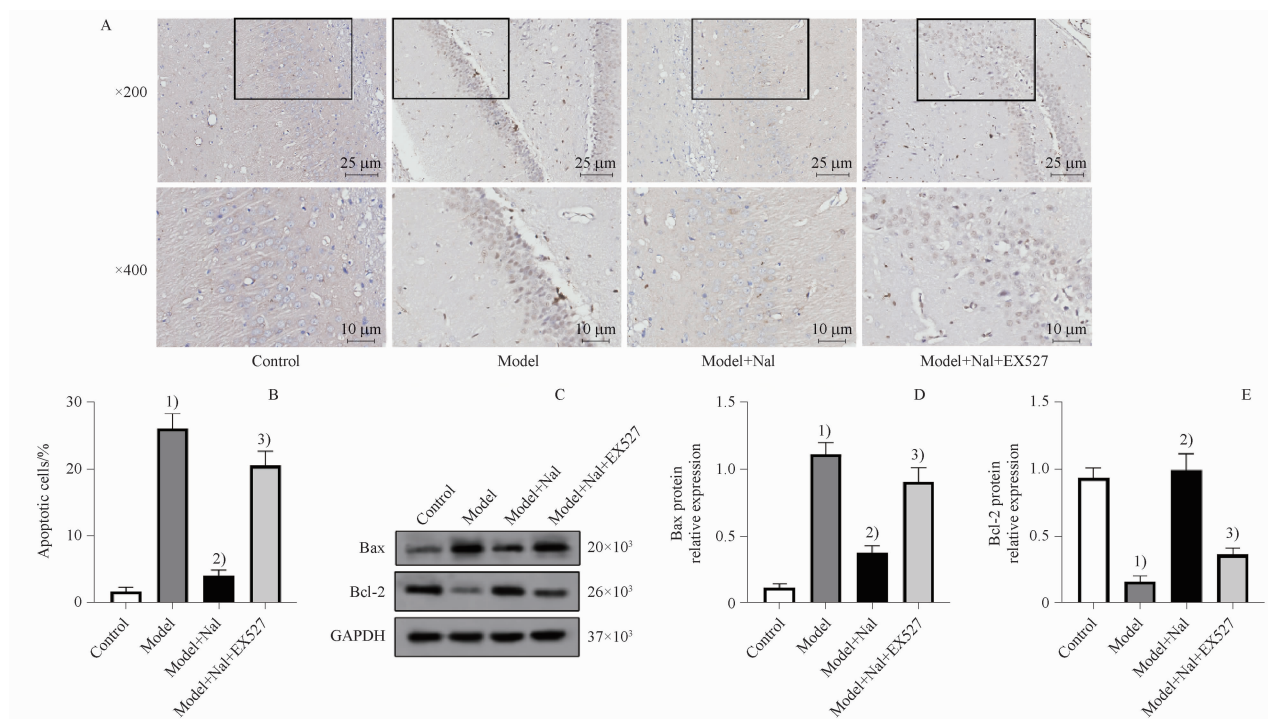 A
×200
25 μm
25 μm
25 μm
25 μm
×400
10 μm
10 μm
10 μm
10 μm
Control
Model
Model+Nal
Model+Nal+EX527
B
Apoptotic cells/%
30
20
10
0
1)
2)
3)
Control
Model
Model+Nal
Model+Nal+EX527
C
Control
Model
Model+Nal
Model+Nal+EX527
Bax
20×10³
Bcl-2
26×10³
GAPDH
37×10³
D
Bax protein
relative expression
1.5
1.0
0.5
0
1)
2)
3)
Control
Model
Model+Nal
Model+Nal+EX527
E
Bcl-2 protein
relative expression
1.5
1.0
0.5
0
1)
2)
3)
Control
Model
Model+Nal
Model+Nal+EX527